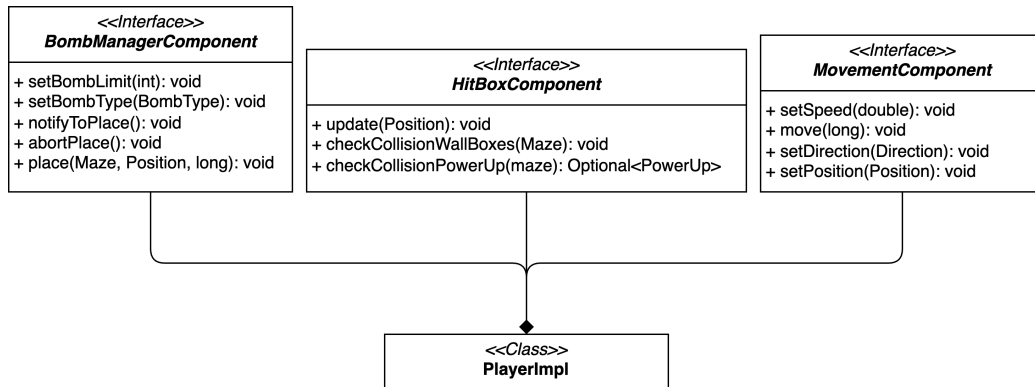 <<Interface>>
BombManagerComponent
+ setBombLimit(int): void
+ setBombType(BombType): void
+ notifyToPlace(): void
+ abortPlace(): void
+ place(Maze, Position, long): void
<<Interface>>
HitBoxComponent
+ update(Position): void
+ checkCollisionWallBoxes(Maze): void
+ checkCollisionPowerUp(maze): Optional<PowerUp>
<<Interface>>
MovementComponent
+ setSpeed(double): void
+ move(long): void
+ setDirection(Direction): void
+ setPosition(Position): void
<<Class>>
PlayerImpl